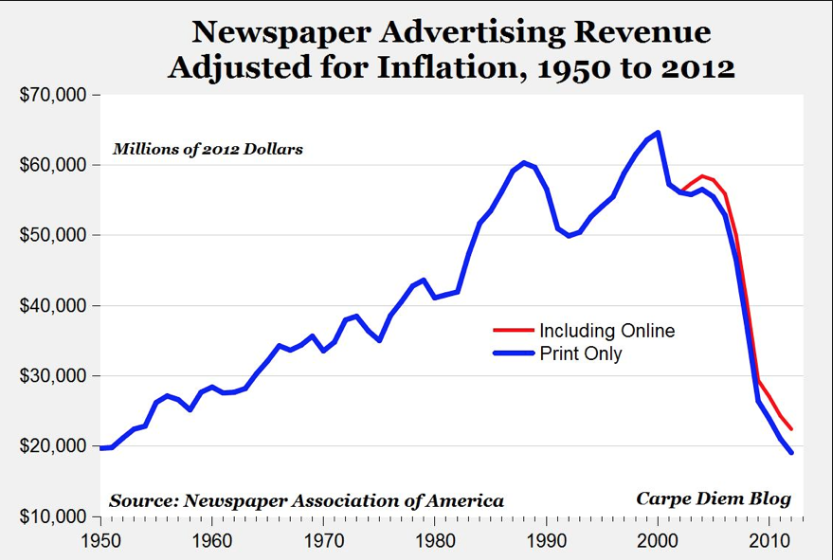 Newspaper Advertising Revenue
Adjusted for Inflation, 1950 to 2012
$70,000
Millions of 2012 Dollars
$60,000
$50,000
$40,000
Including Online
Print Only
$30,000
$20,000
Source: Newspaper Association of America
Carpe Diem Blog
$10,000
1950 1960 1970 1980 1990 2000 2010